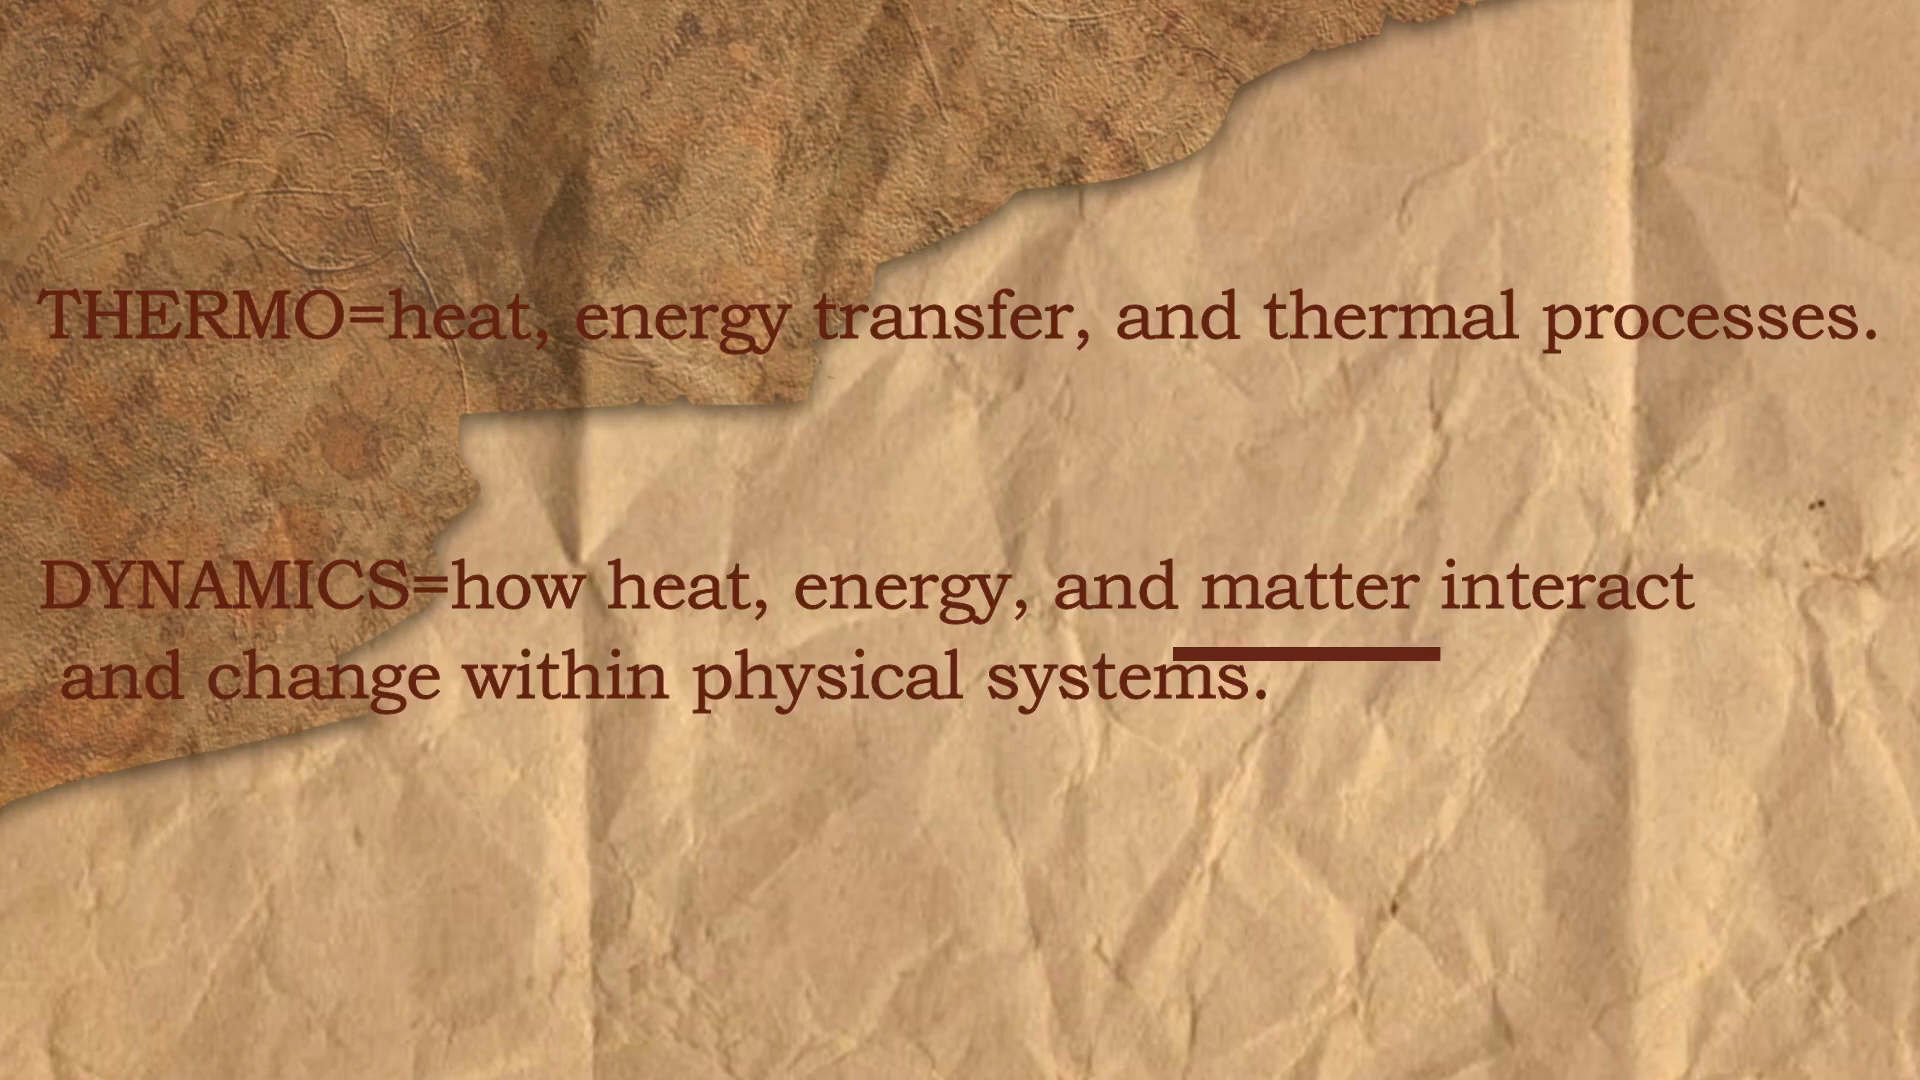 THERMO=heat, energy transfer, and thermal processes.
DYNAMICS=how heat, energy, and matter interact
and change within physical systems.